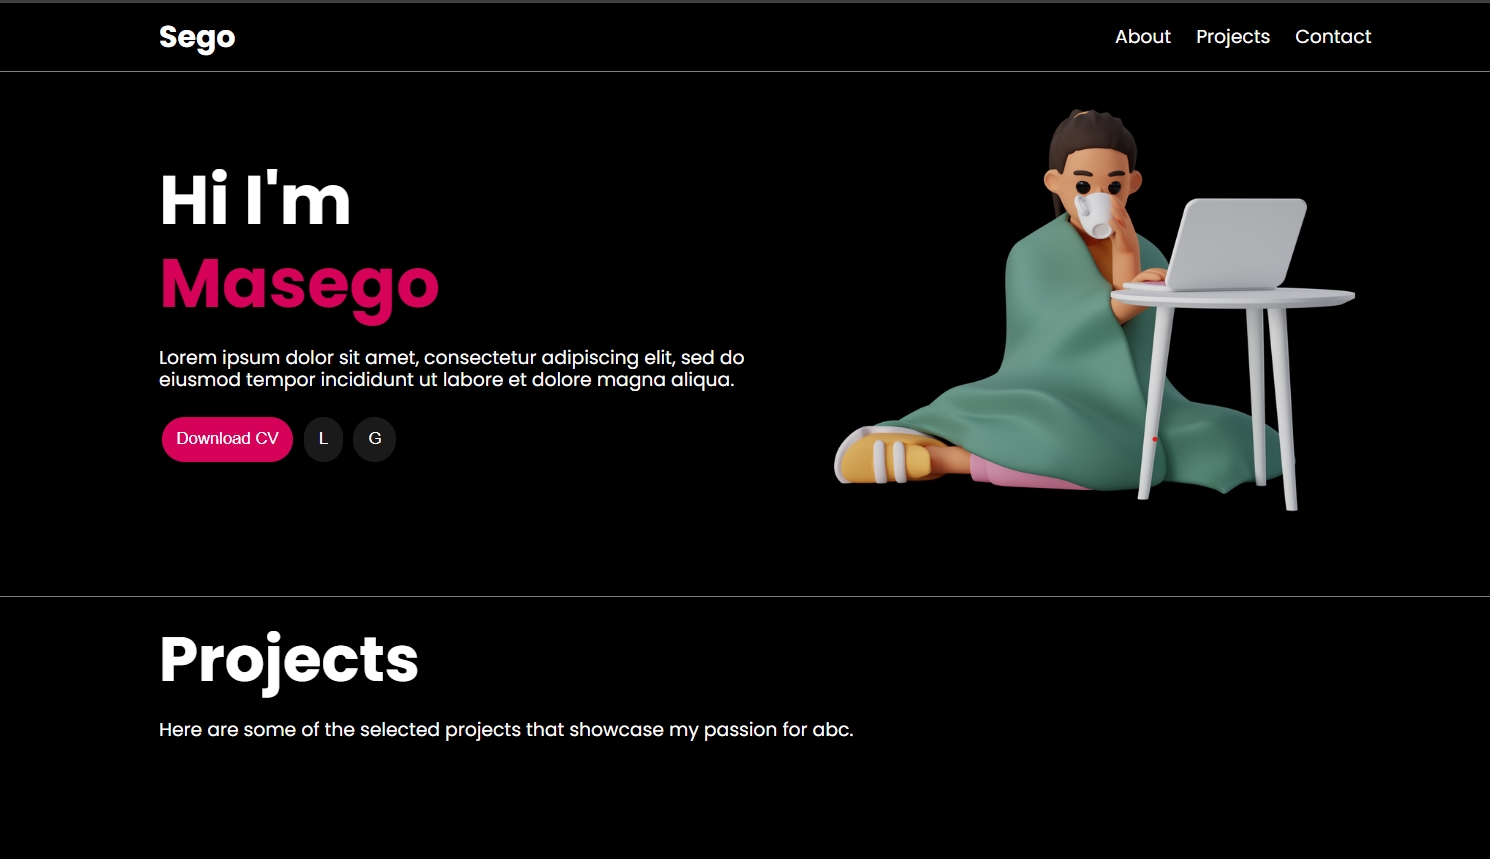 Sego
About Projects Contact
Hi I'm
Masego
Lorem ipsum dolor sit amet, consectetur adipiscing elit, sed do
eiusmod tempor incididunt ut labore et dolore magna aliqua.
Download CV L G
Projects
Here are some of the selected projects that showcase my passion for abc.